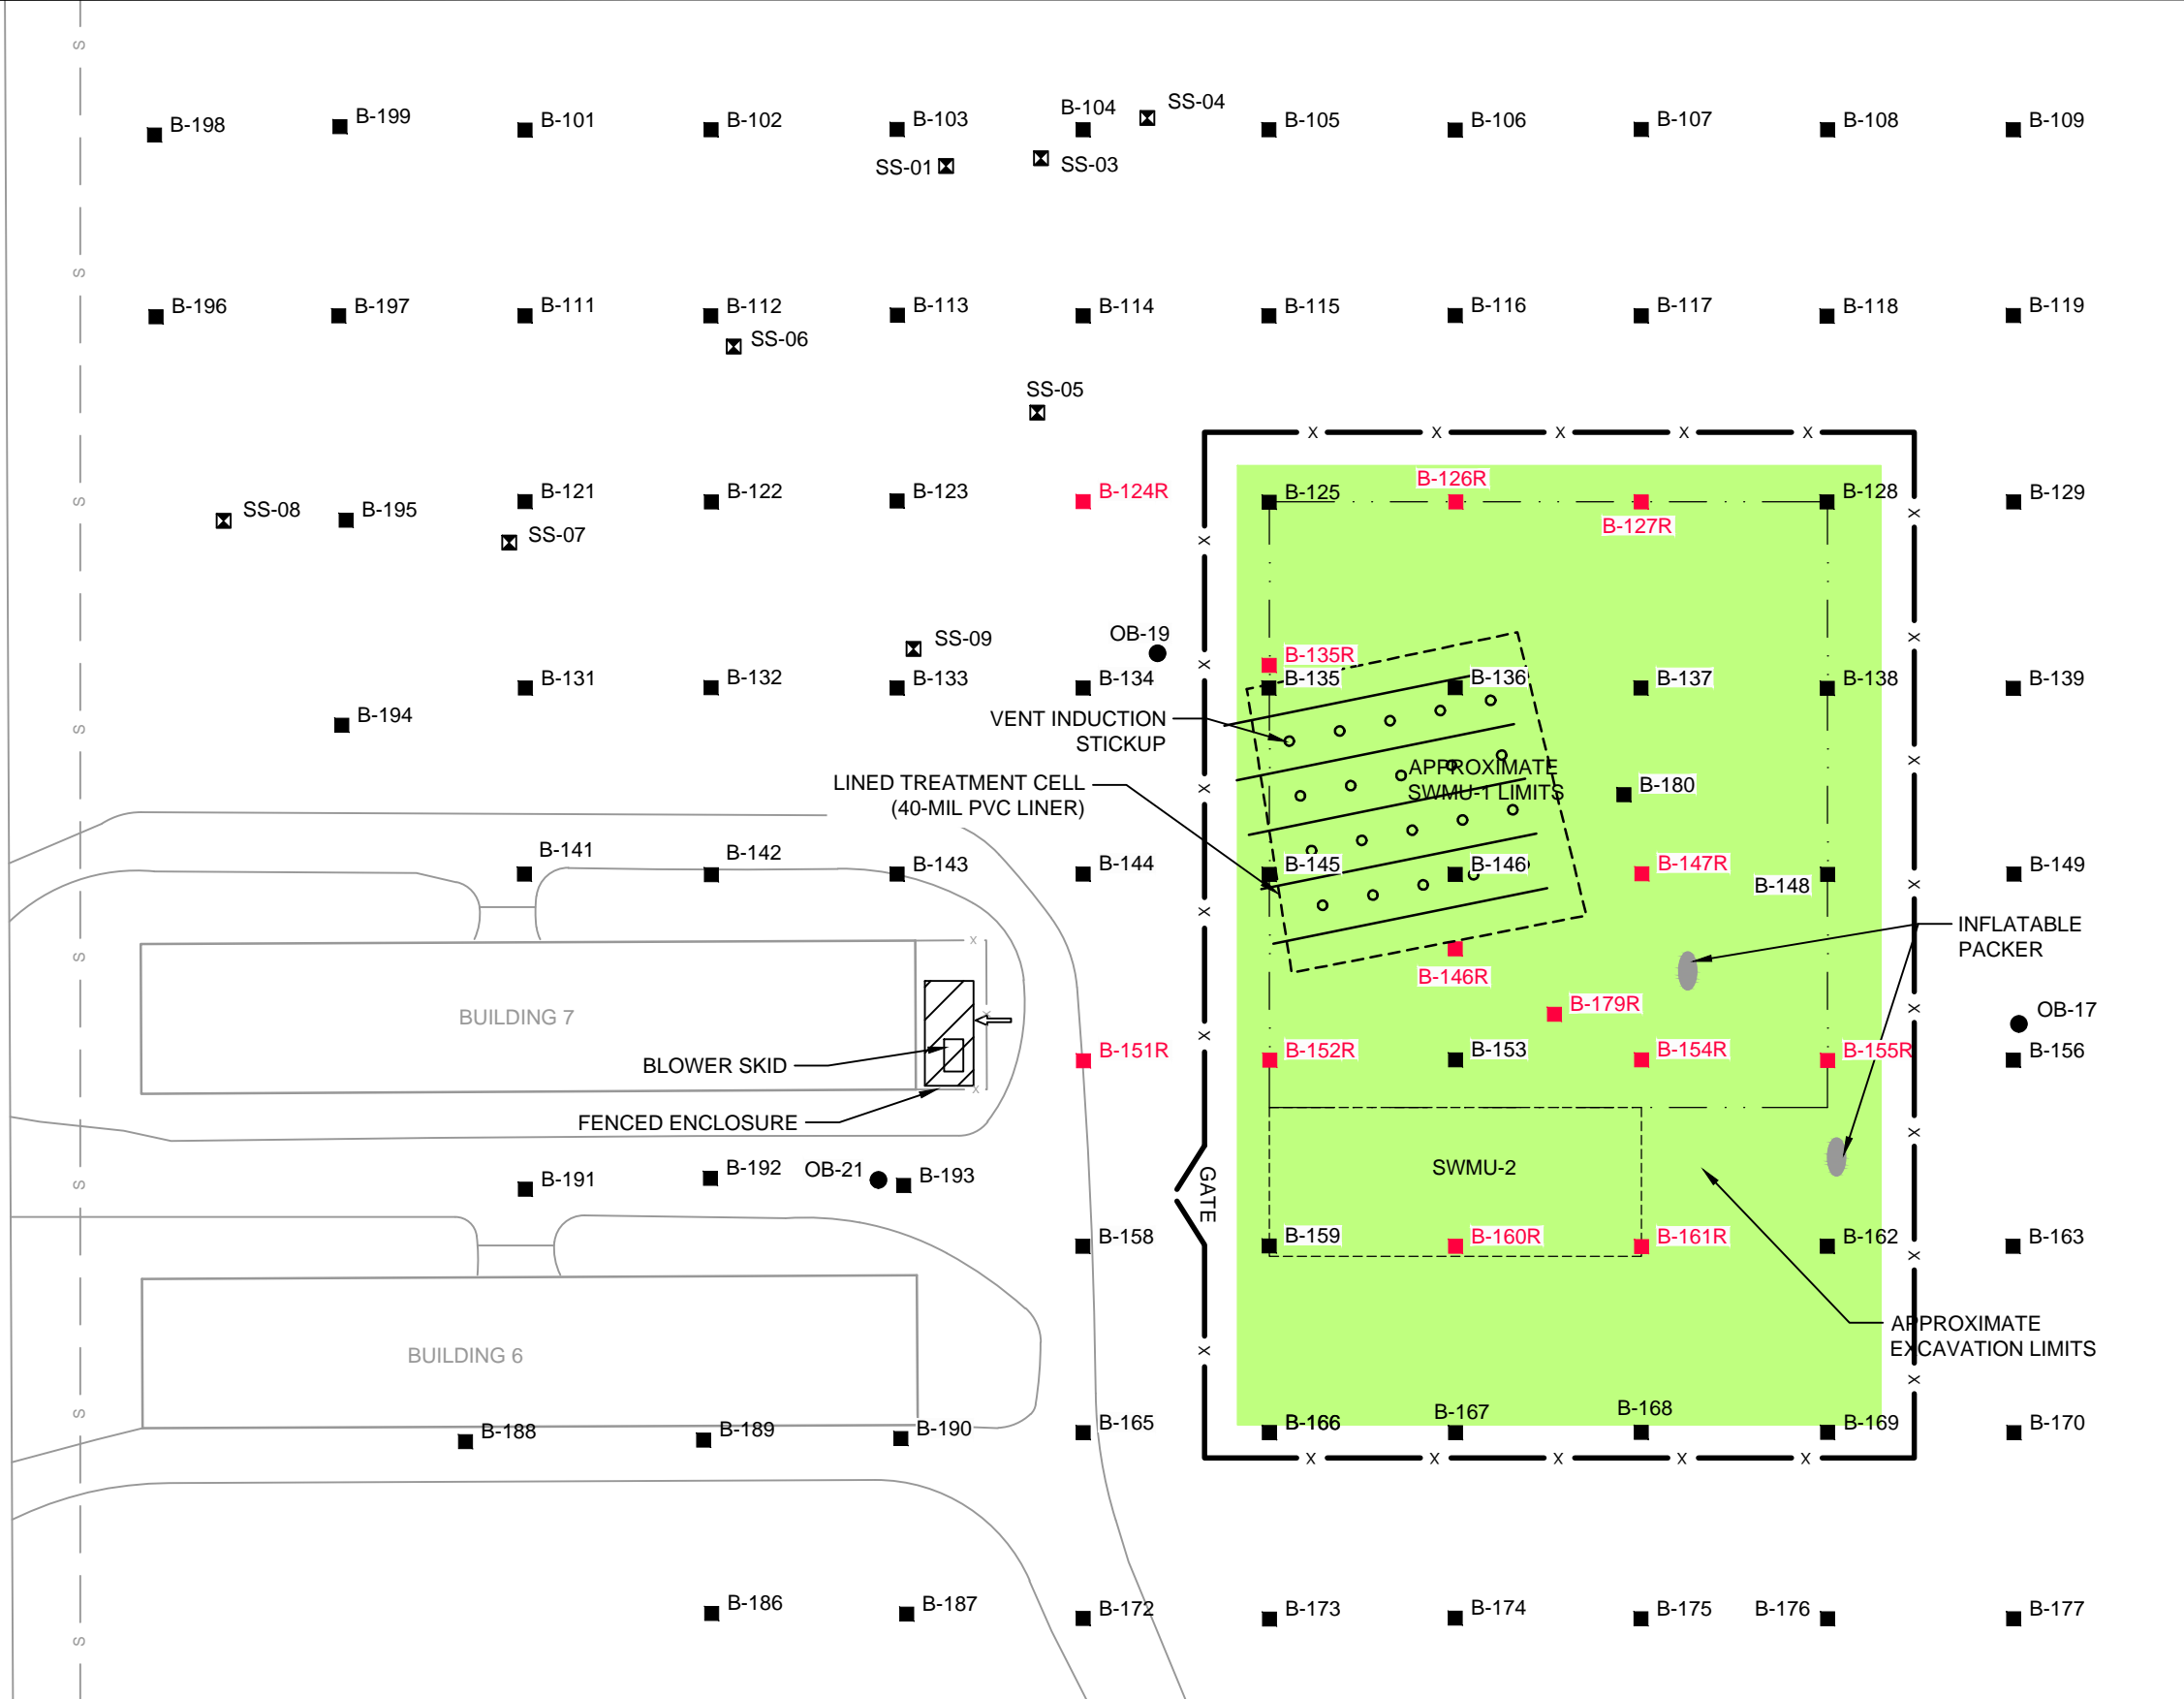 S
B-198
B-199
B-101
B-102
B-103
B-104
SS-04
B-105
B-106
B-107
B-108
B-109
SS-01
SS-03
S
B-196
B-197
B-111
B-112
B-113
B-114
B-115
B-116
B-117
B-118
B-119
SS-06
SS-05
X X X X X
S
SS-08
B-195
B-121
B-122
B-123
B-124R
B-125
B-126R
B-127R
B-128
B-129
SS-07
X
X
SS-09
OB-19
X
X
B-135R
B-131
B-132
B-133
B-134
B-135
B-136
B-137
B-138
B-139
S
B-194
VENT INDUCTION
STICKUP
X
X
LINED TREATMENT CELL
(40-MIL PVC LINER)
APPROXIMATE
SWMU-1 LIMITS
B-180
B-141
B-142
B-143
B-144
B-145
B-146
B-147R
B-148
B-149
X
X
INFLATABLE
PACKER
S
X
B-146R
BUILDING 7
X
B-179R
X
OB-17
X
BLOWER SKID
B-151R
B-152R
B-153
B-154R
B-155R
B-156
X
FENCED ENCLOSURE
X
S
B-191
B-192
OB-21
B-193
GATE
SWMU-2
B-158
B-159
B-160R
B-161R
B-162
B-163
X
BUILDING 6
X
APPROXIMATE
EXCAVATION LIMITS
X
S
B-188
B-189
B-190
B-165
B-166
B-167
B-168
B-169
B-170
X X X X X
B-186
B-187
B-172
B-173
B-174
B-175
B-176
B-177
S